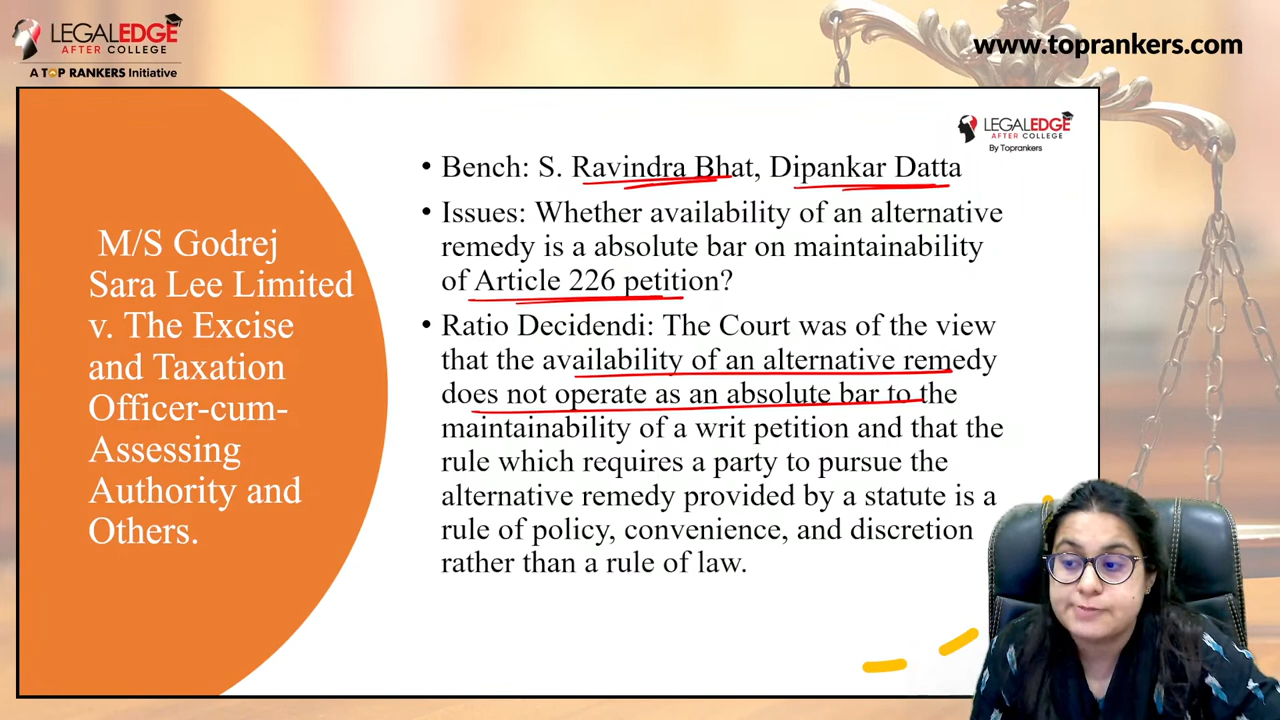 LEGALEDGE
AFTER COLLEGE
A TOP RANKERS Initiative
www.toprankers.com
LEGALEDGE
AFTER COLLEGE
By Toprankers
M/S Godrej
Sara Lee Limited
v. The Excise
and Taxation
Officer-cum-
Assessing
Authority and
Others.
• Bench: S. Ravindra Bhat, Dipankar Datta
• Issues: Whether availability of an alternative
remedy is a absolute bar on maintainability
of Article 226 petition?
• Ratio Decidendi: The Court was of the view
that the availability of an alternative remedy
does not operate as an absolute bar to the
maintainability of a writ petition and that the
rule which requires a party to pursue the
alternative remedy provided by a statute is a
rule of policy, convenience, and discretion
rather than a rule of law.